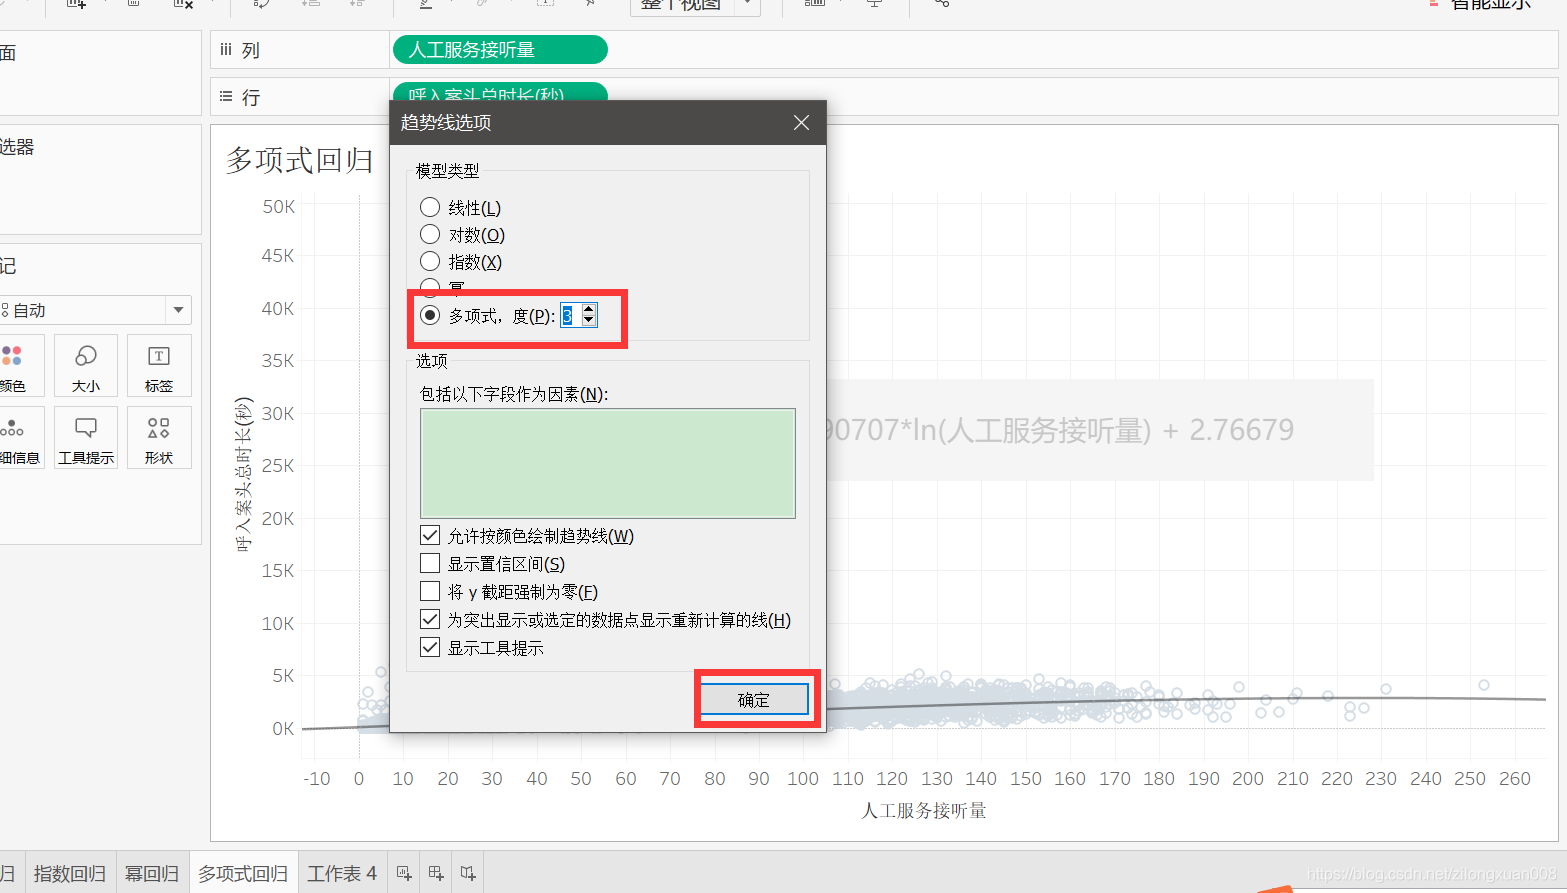 整个视图
智能显示
面
列
人工服务接听量
行
呼入案头总时长(秒)
选器
记
自动
颜色
大小
标签
细信息
工具提示
形状
多项式回归
趋势线选项
模型类型
线性(L)
对数(O)
指数(X)
幂
多项式，度(P): 3
选项
包括以下字段作为因素(N):
允许按颜色绘制趋势线(W)
显示置信区间(S)
将 y 截距强制为零(F)
为突出显示或选定的数据点显示重新计算的线(H)
显示工具提示
确定
90707*ln(人工服务接听量) + 2.76679
呼入案头总时长(秒)
50K
45K
40K
35K
30K
25K
20K
15K
10K
5K
0K
-10 0 10 20 30 40 50 60 70 80 90 100 110 120 130 140 150 160 170 180 190 200 210 220 230 240 250 260
人工服务接听量
归 指数回归 幂回归 多项式回归 工作表 4
https://blog.csdn.net/zilongxuan008